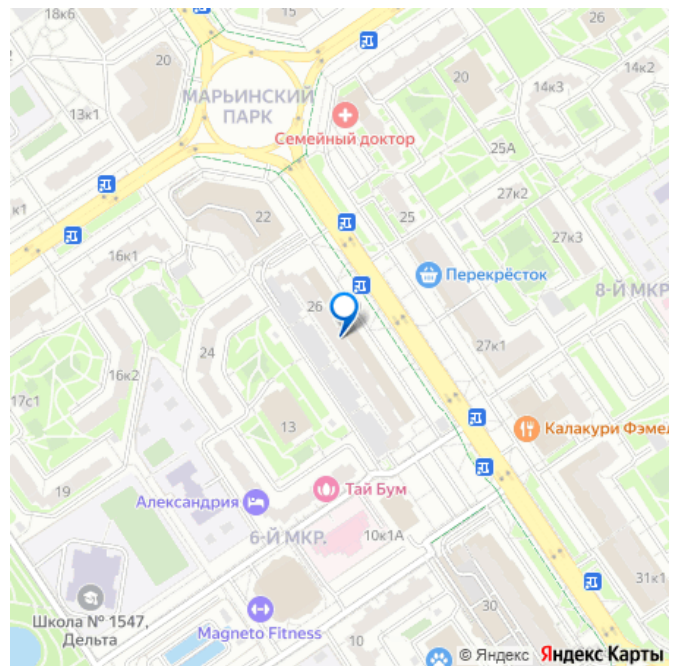 18к6
15
26
20
МАРЬИНСКИЙ
ПАРК
20
14к3
14к2
13к1
Семейный доктор
25А
27к2
к1
22
25
27к3
16к1
Перекрёсток
8-Й МКР
26
24
27к1
16к2
17с1
13
Калакури Фэмел
19
Тай Бум
Александрия
6-Й МКР.
10к1А
31к1
Школа № 1547,
Дельта
30
Magneto Fitness
10
© Яндекс Яндекс Карты